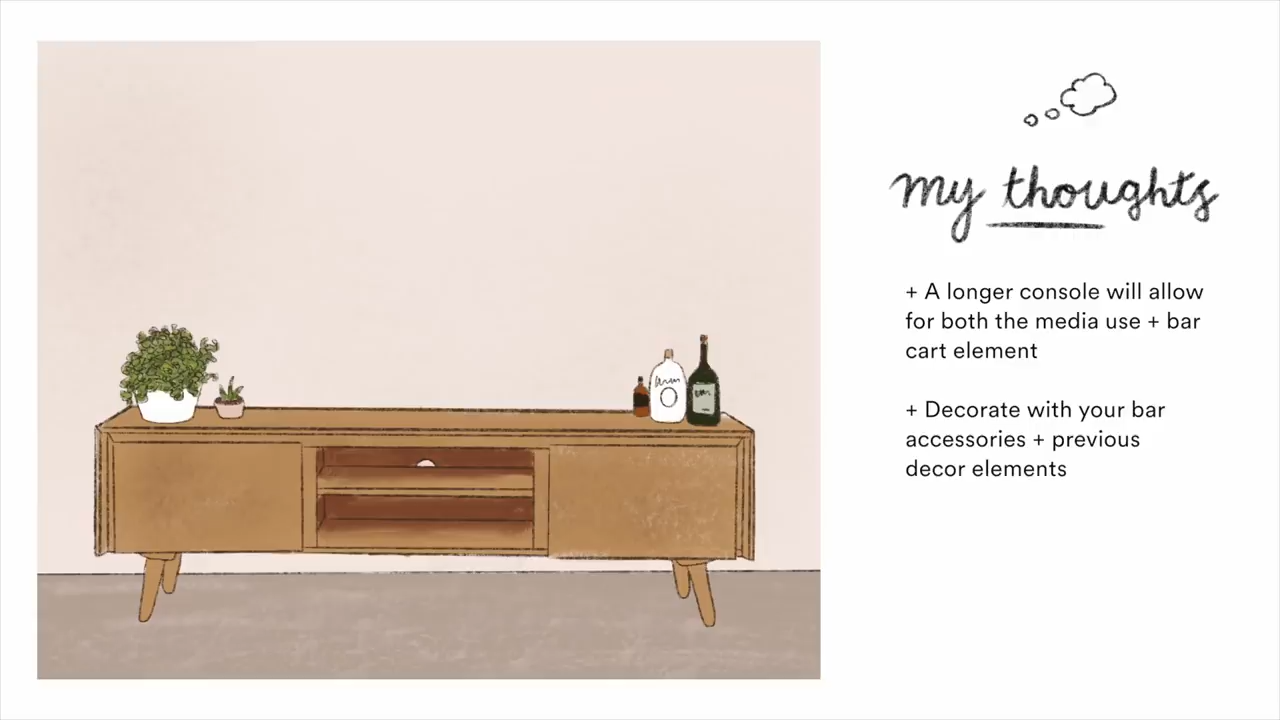 my thoughts
+ A longer console will allow
for both the media use + bar
cart element
+ Decorate with your bar
accessories + previous
decor elements